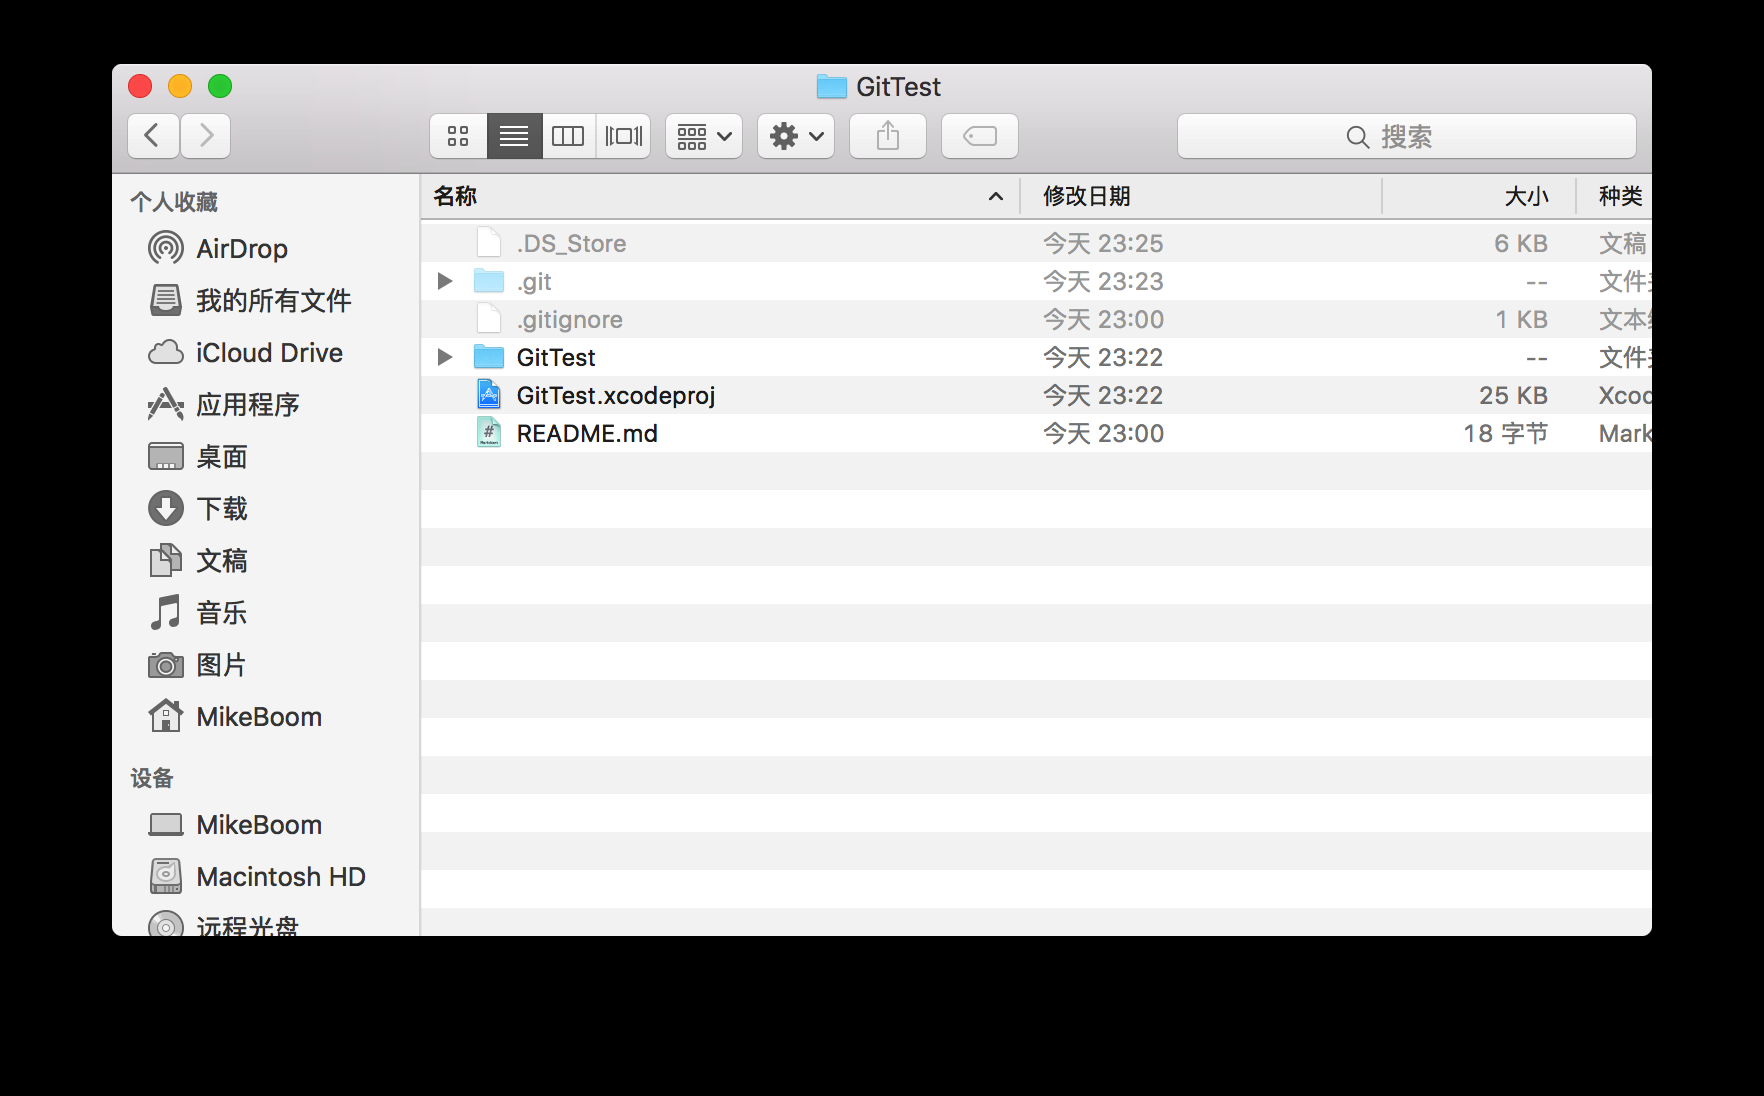 GitTest
搜索
个人收藏
AirDrop
我的所有文件
iCloud Drive
应用程序
桌面
下载
文稿
音乐
图片
MikeBoom
设备
MikeBoom
Macintosh HD
远程光盘
名称 修改日期 大小 种类
.DS_Store 今天 23:25 6 KB 文稿
.git 今天 23:23 -- 文件夹
.gitignore 今天 23:00 1 KB 文本
GitTest 今天 23:22 -- 文件夹
GitTest.xcodeproj 今天 23:22 25 KB Xcod
README.md 今天 23:00 18 字节 Mark